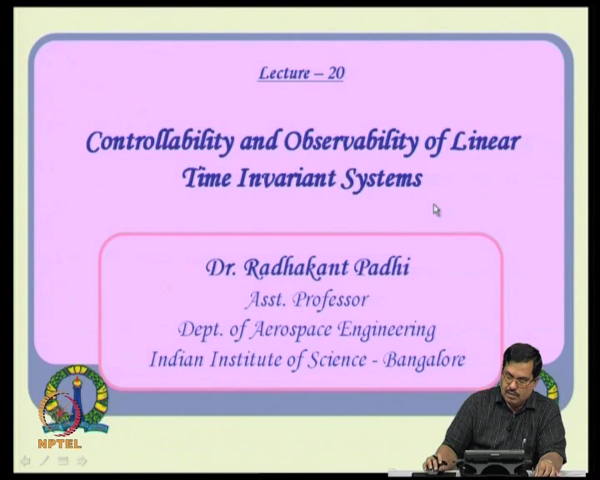 Lecture – 20
Controllability and Observability of Linear
Time Invariant Systems
Dr. Radhakant Padhi
Asst. Professor
Dept. of Aerospace Engineering
Indian Institute of Science - Bangalore
NPTEL